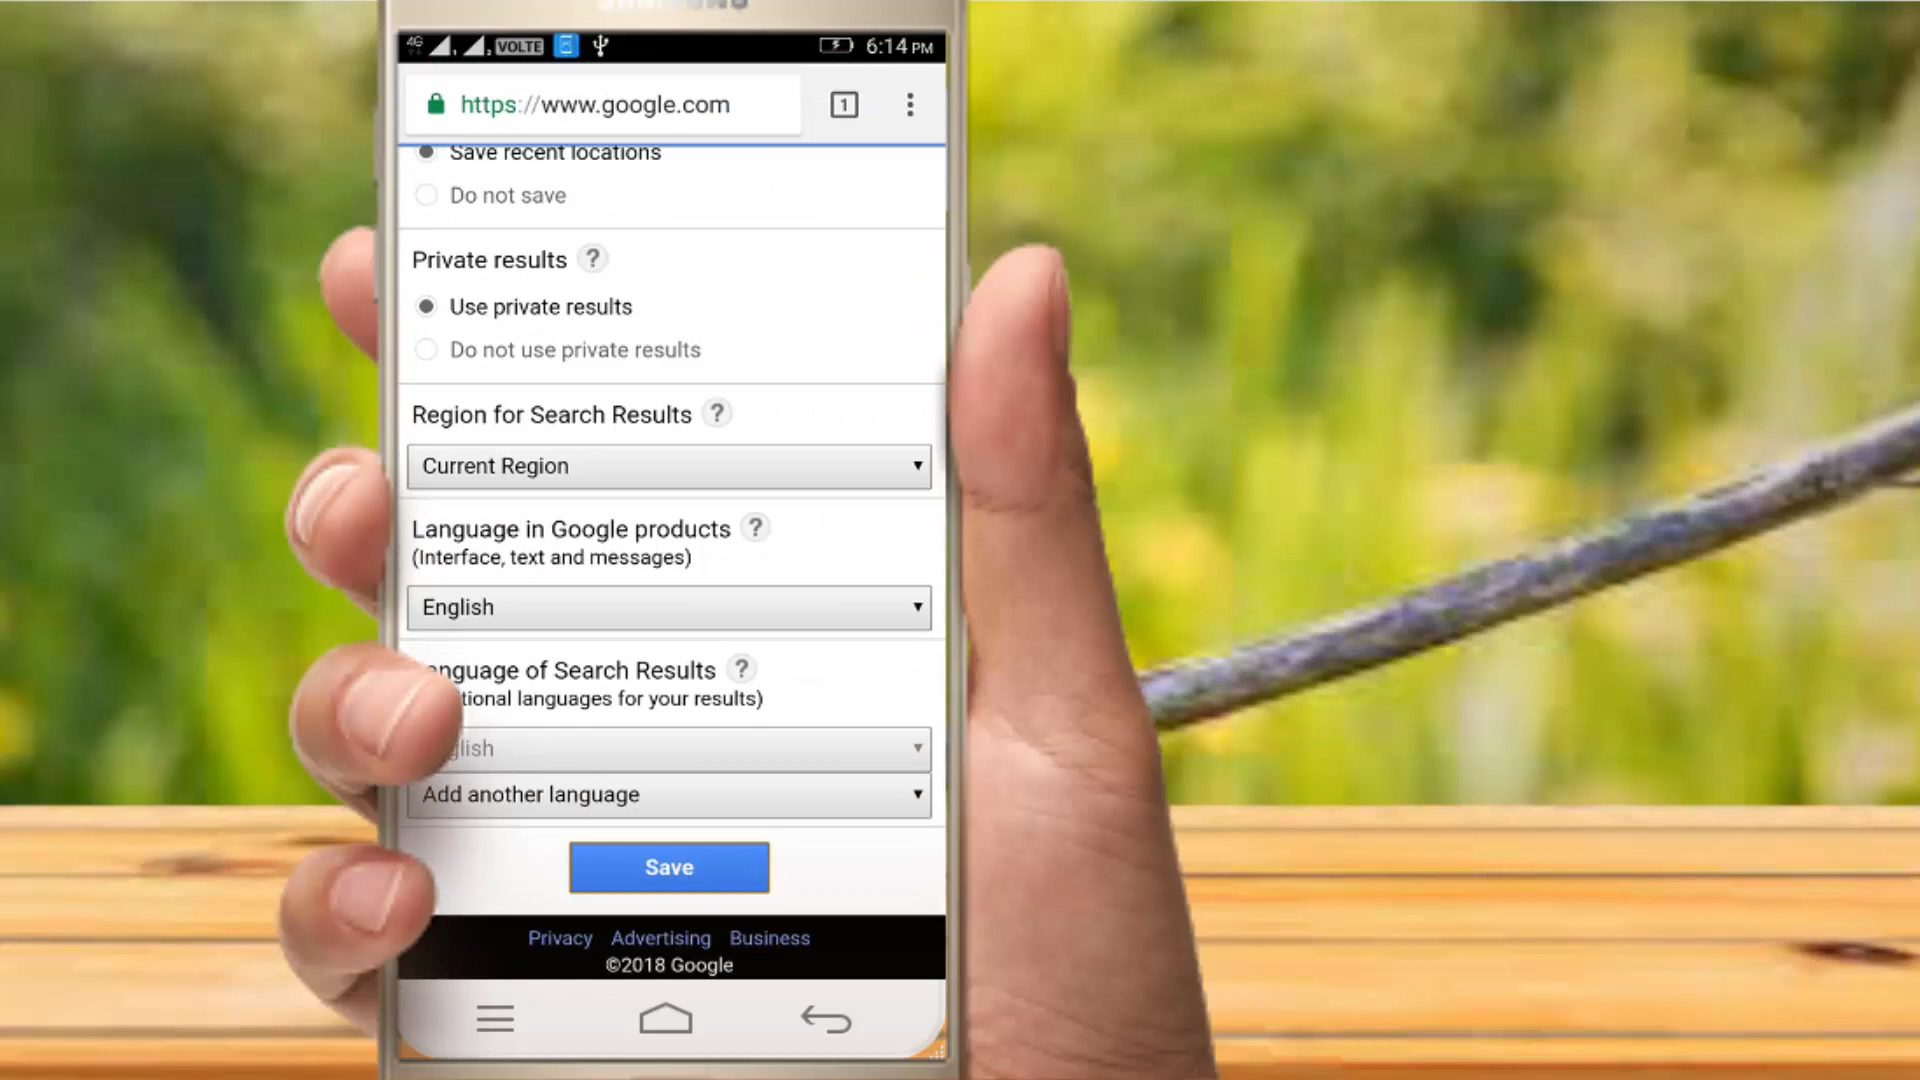 SAMSUNG
4G VOLTE 6:14 PM
https://www.google.com 1
Save recent locations
Do not save
Private results ?
Use private results
Do not use private results
Region for Search Results ?
Current Region
Language in Google products ?
(Interface, text and messages)
English
anguage of Search Results ?
tional languages for your results)
glish
Add another language
Save
Privacy Advertising Business
©2018 Google